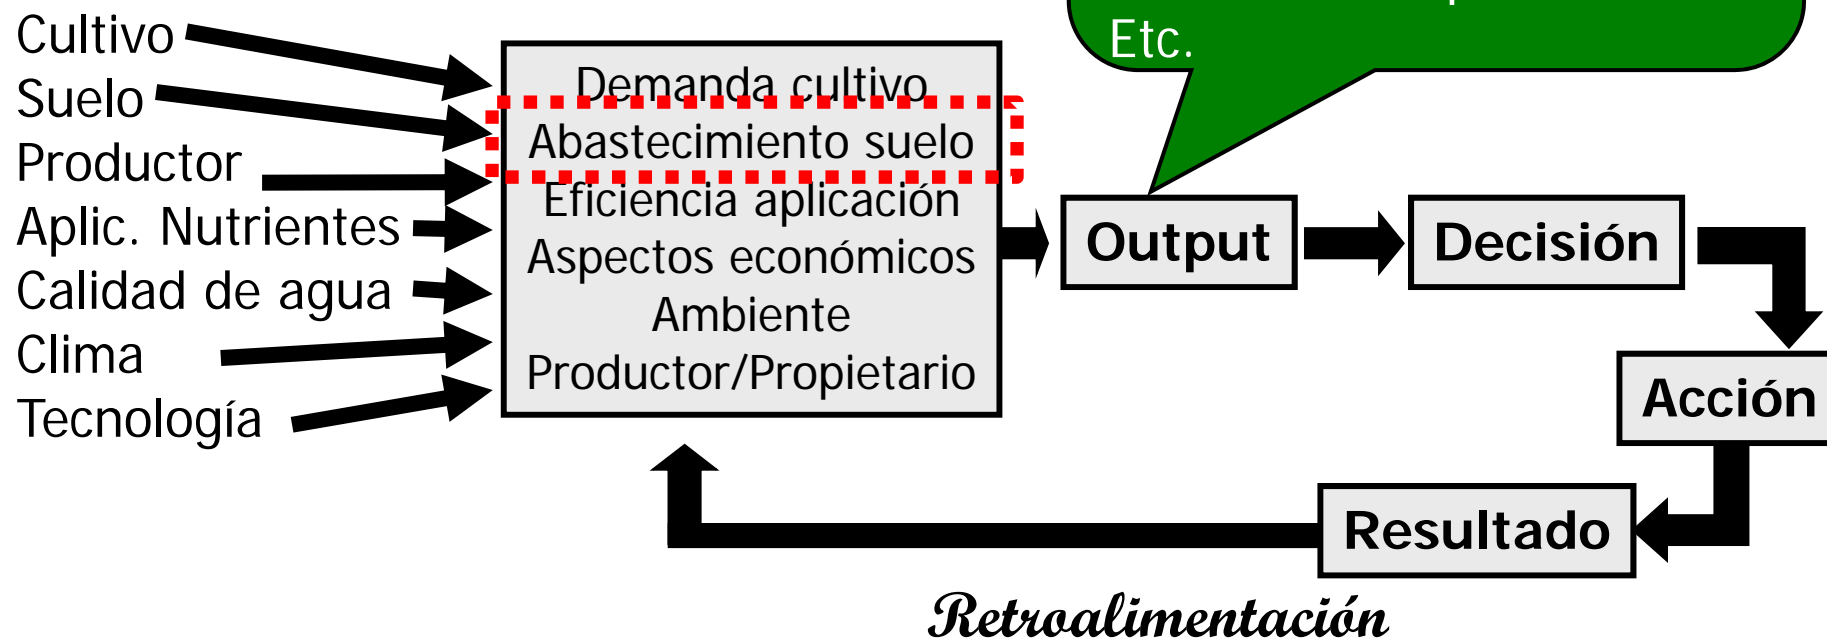 Etc.
Cultivo
Suelo
Productor
Aplic. Nutrientes
Calidad de agua
Clima
Tecnología
Demanda cultivo
Abastecimiento suelo
Eficiencia aplicación
Aspectos económicos
Ambiente
Productor/Propietario
Output
Decisión
Acción
Resultado
Retroalimentación